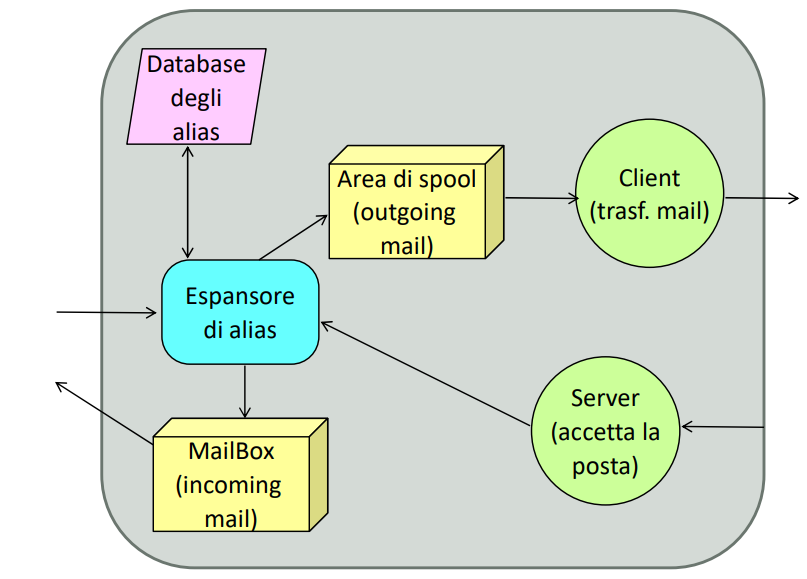 Database
degli
alias
Area di spool
(outgoing
mail)
Client
(trasf. mail)
Espansore
di alias
Server
(accetta la
posta)
MailBox
(incoming
mail)